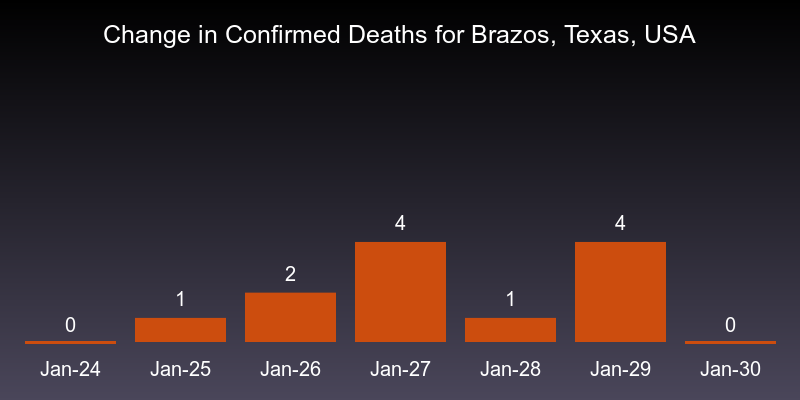 Change in Confirmed Deaths for Brazos, Texas, USA
4 4
2
1 1
0 0
Jan-24 Jan-25 Jan-26 Jan-27 Jan-28 Jan-29 Jan-30